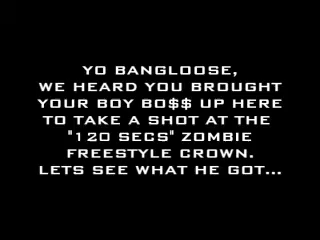 YO BANGLOOSE,
WE HEARD YOU BROUGHT
YOUR BOY BO$$ UP HERE
TO TAKE A SHOT AT THE
"120 SECS" ZOMBIE
FREESTYLE CROWN.
LETS SEE WHAT HE GOT...